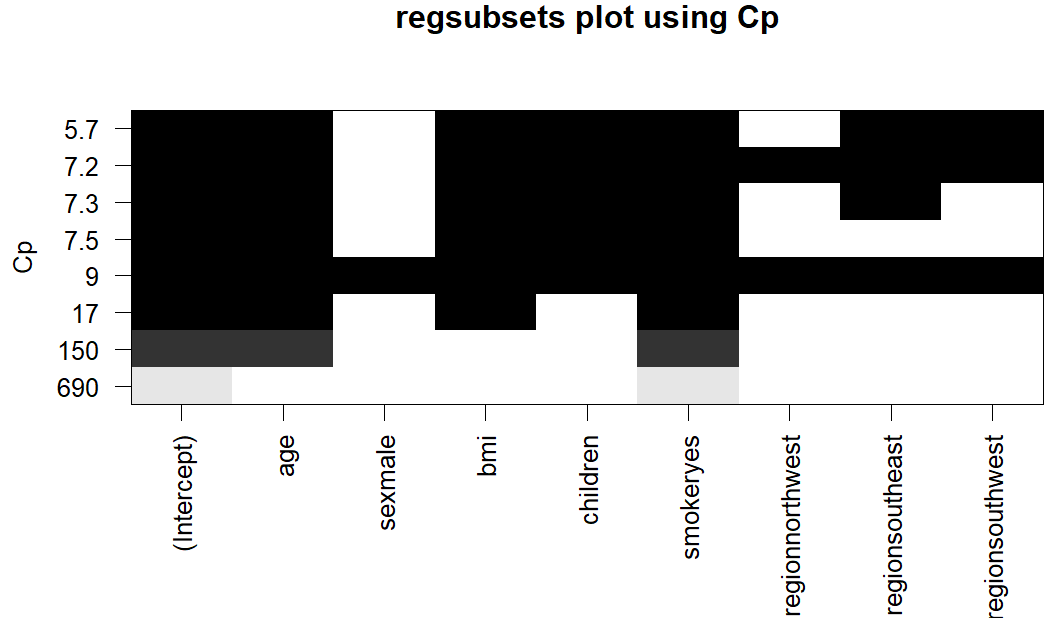 regsubsets plot using Cp
Cp
5.7
7.2
7.3
7.5
9
17
150
690
(Intercept)
age
sexmale
bmi
children
smokeryes
regionnorthwest
regionsoutheast
regionsouthwest